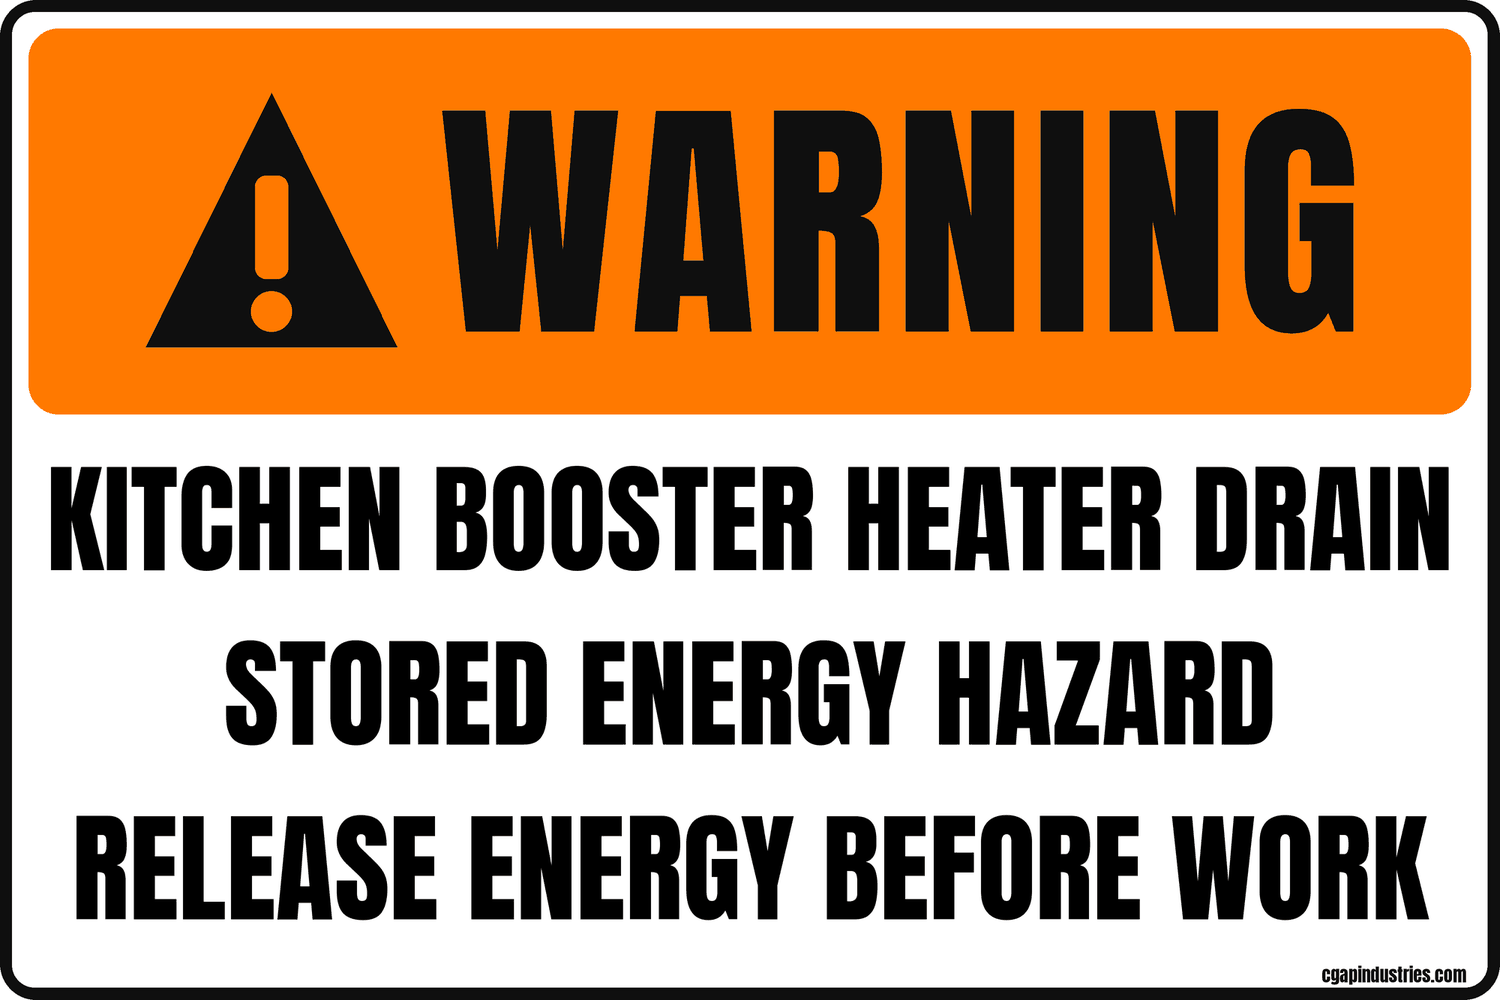 WARNING
KITCHEN BOOSTER HEATER DRAIN
STORED ENERGY HAZARD
RELEASE ENERGY BEFORE WORK
cgapindustries.com